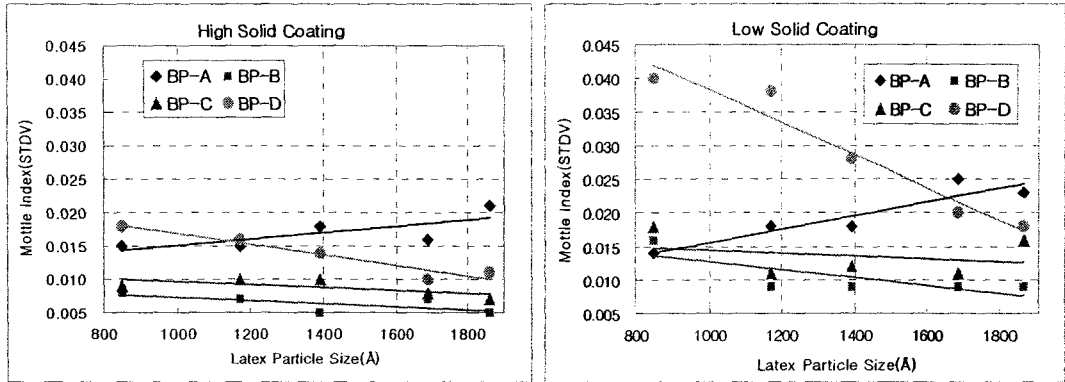 High Solid Coating
0.045
0.040
0.035
0.030
0.025
0.020
0.015
0.010
0.005
Mottle Index(STDV)
BP-A BP-B
BP-C BP-D
800 1000 1200 1400 1600 1800
Latex Particle Size(Å)
Low Solid Coating
0.045
0.040
0.035
0.030
0.025
0.020
0.015
0.010
0.005
Mottle Index(STDV)
BP-A BP-B
BP-C BP-D
800 1000 1200 1400 1600 1800
Latex Particle Size(Å)